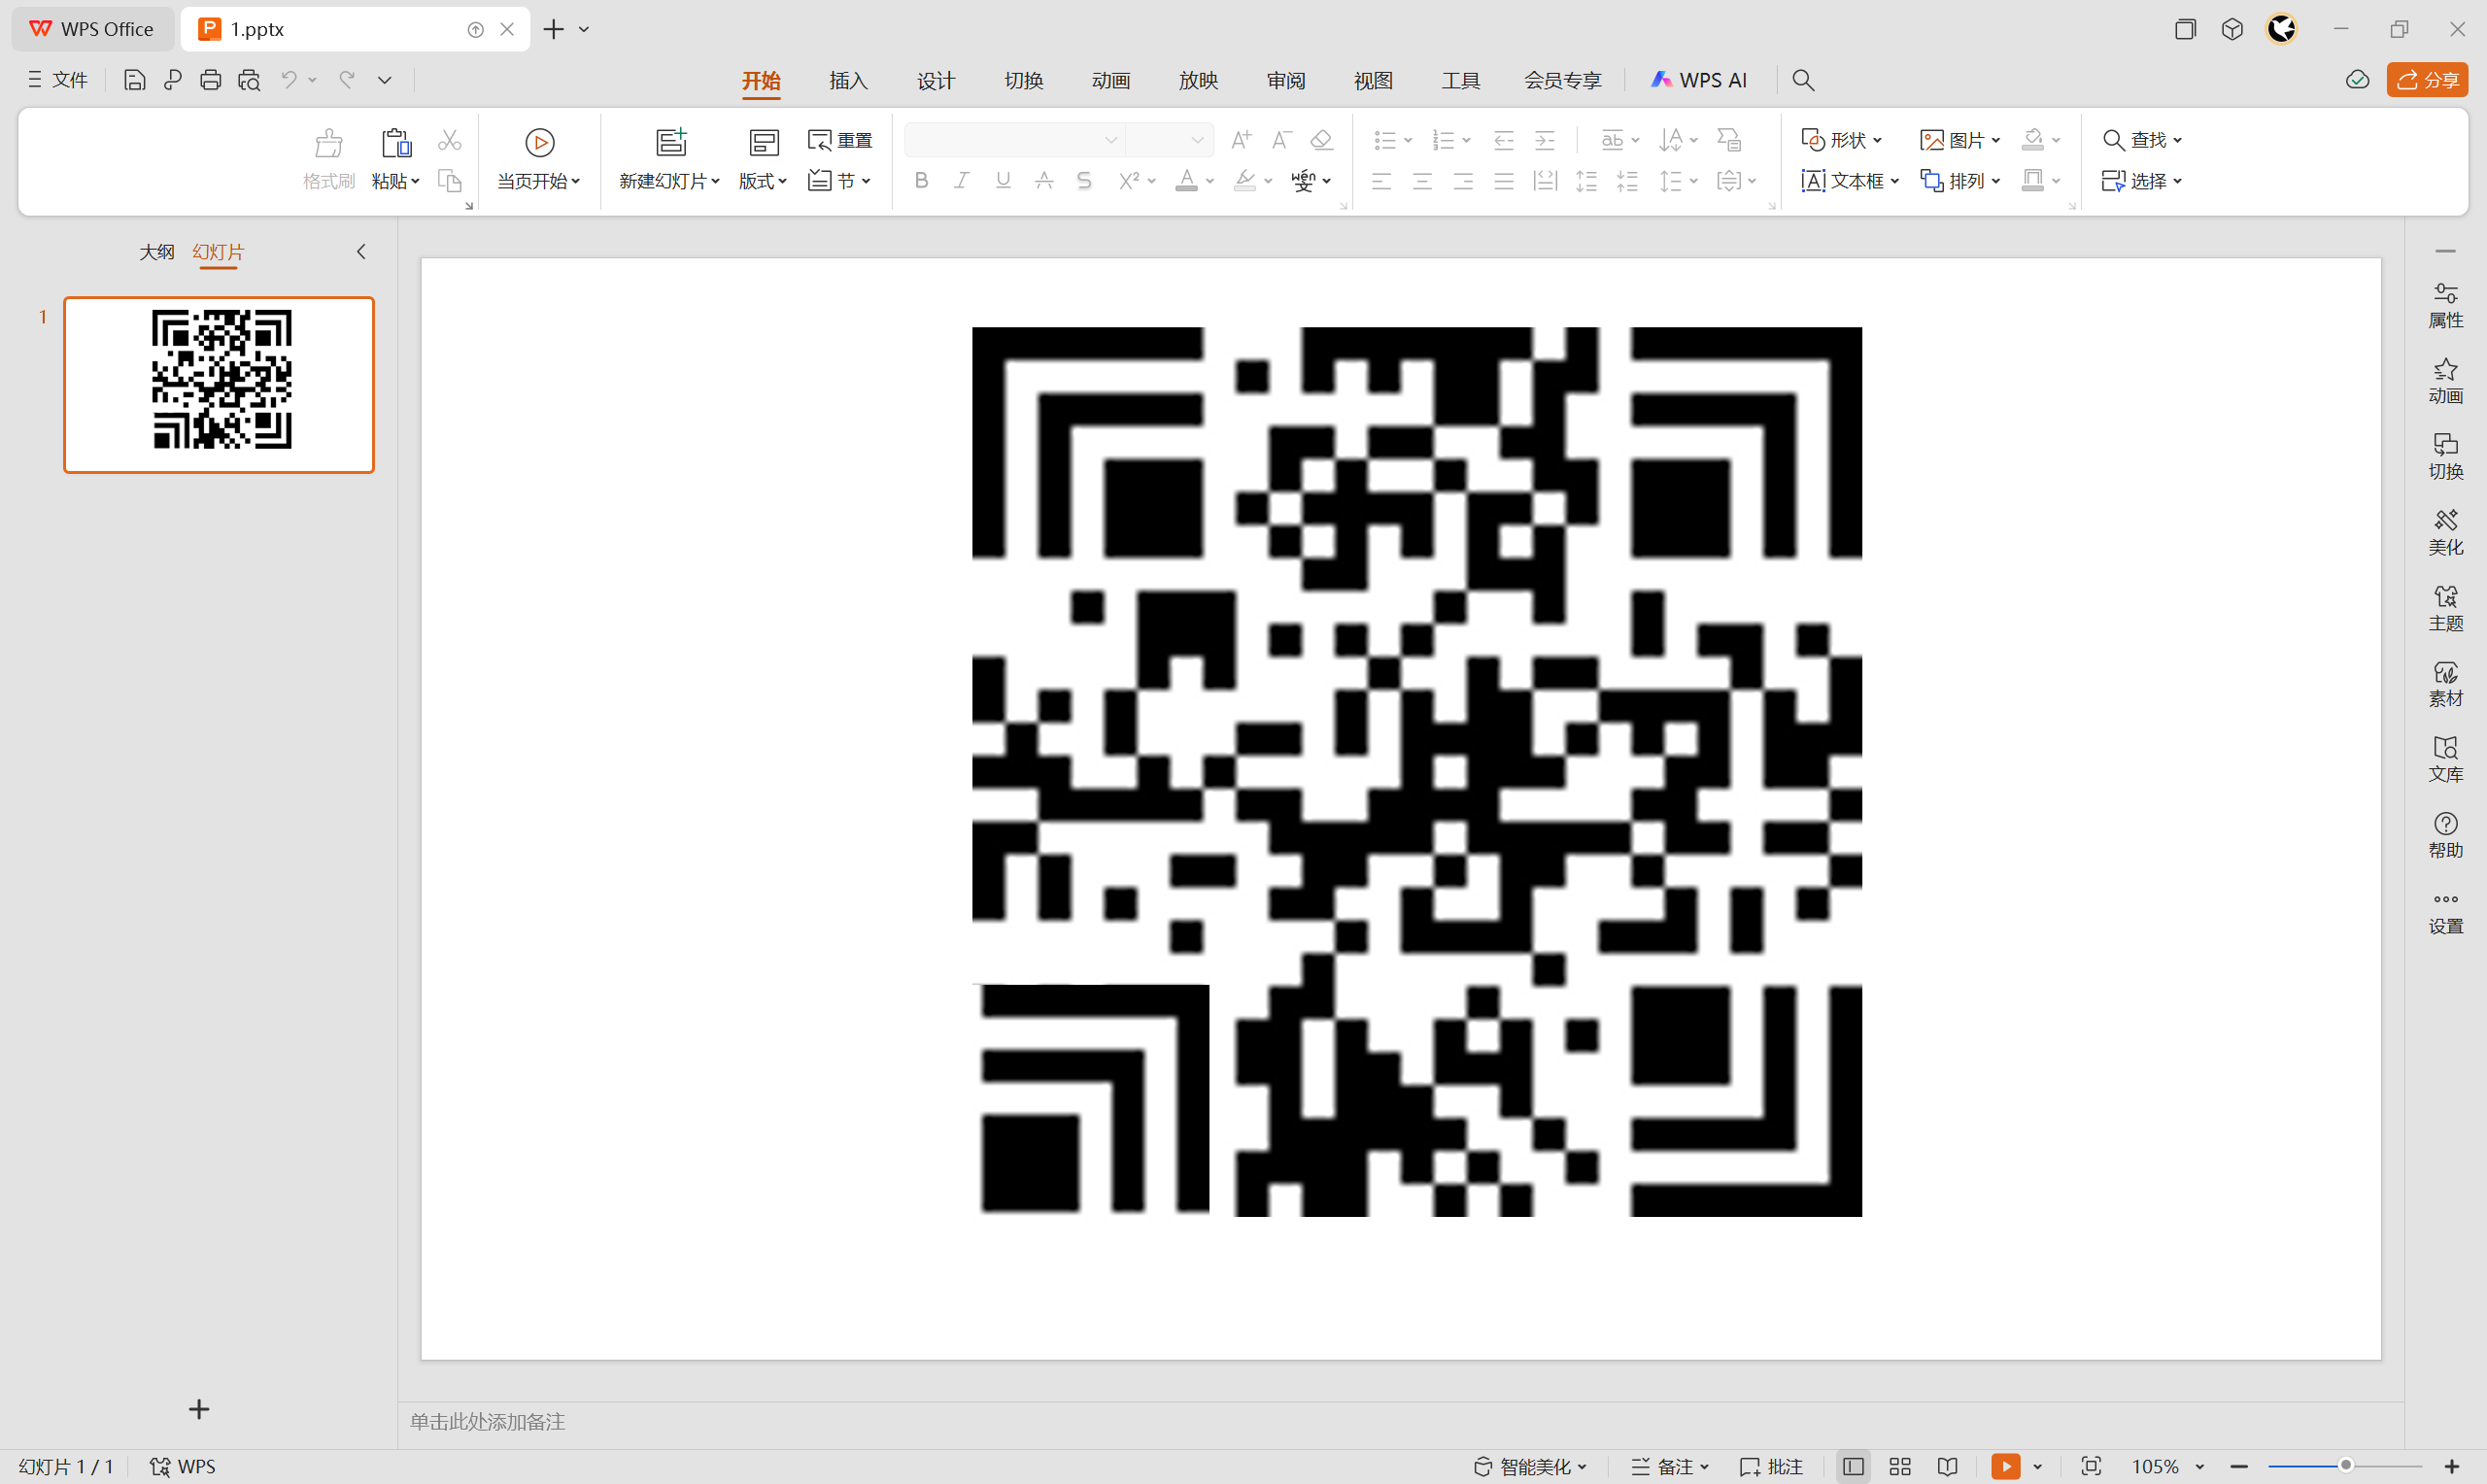 WPS Office
1.pptx
文件
开始 插入 设计 切换 动画 放映 审阅 视图 工具 会员专享 WPS AI
分享
格式刷 粘贴 当页开始 新建幻灯片 版式 重置 节
B I U A S X² A wén 变
形状 图片 查找
文本框 排列 选择
大纲 幻灯片
1
属性
动画
切换
美化
主题
素材
文库
帮助
设置
单击此处添加备注
幻灯片 1 / 1 WPS 智能美化 备注 批注 105%